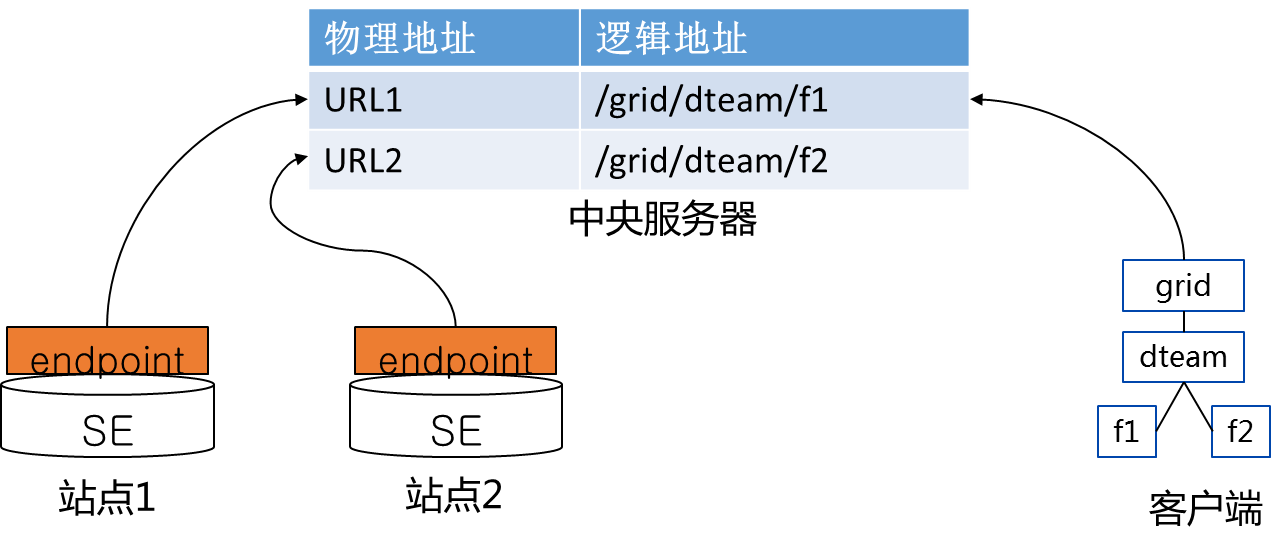 物理地址 逻辑地址
URL1 /grid/dteam/f1
URL2 /grid/dteam/f2
中央服务器
grid
endpoint endpoint dteam
SE SE f1 f2
站点1 站点2 客户端